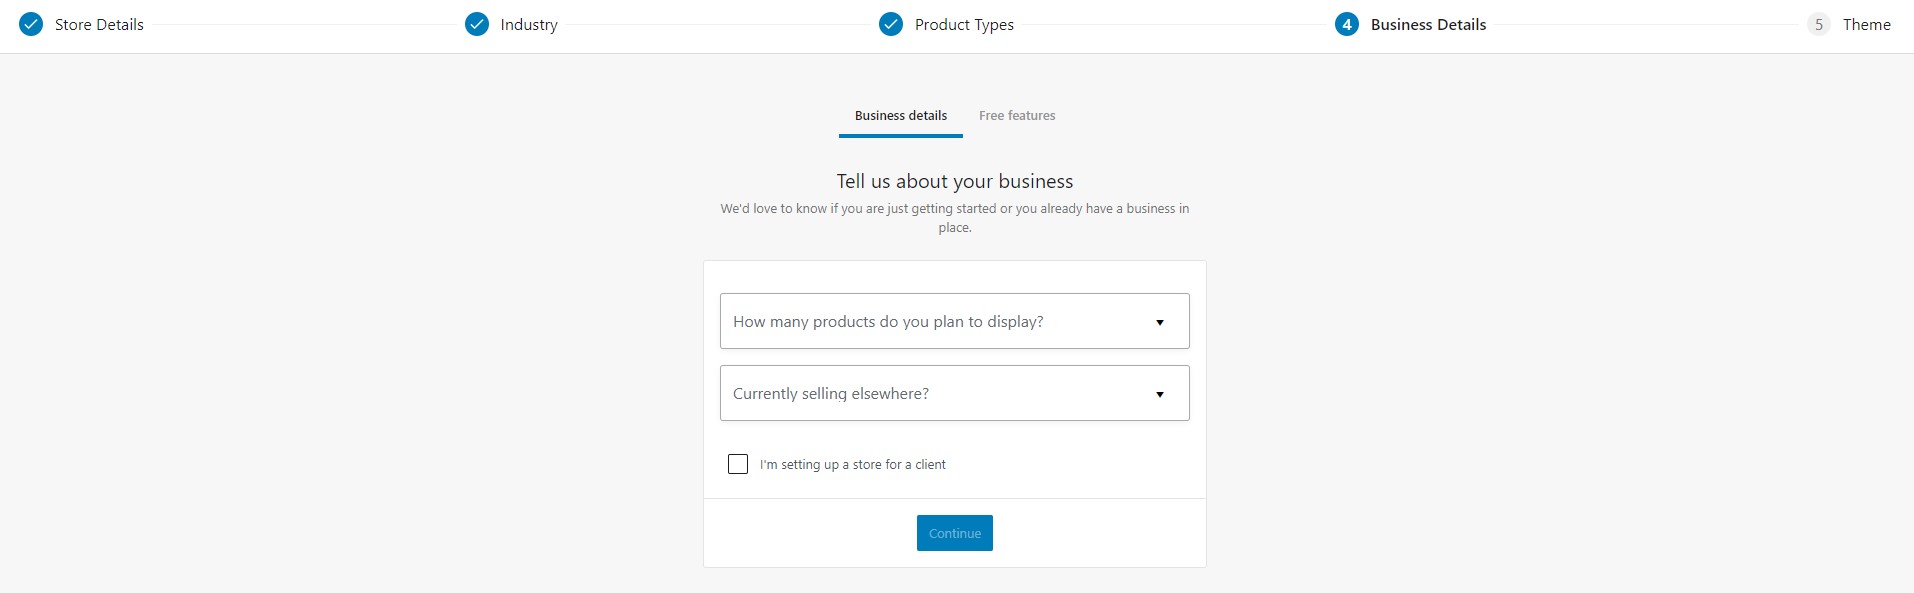 Store Details
Industry
Product Types
4 Business Details
5 Theme
Business details
Free features
Tell us about your business
We'd love to know if you are just getting started or you already have a business in
place.
How many products do you plan to display?
Currently selling elsewhere?
I'm setting up a store for a client
Continue